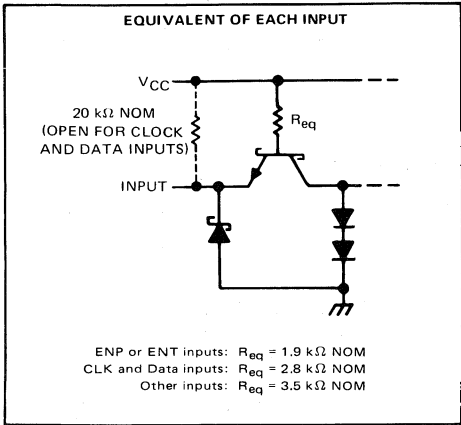 EQUIVALENT OF EACH INPUT
VCC
20 kΩ NOM
(OPEN FOR CLOCK
AND DATA INPUTS)
Req
INPUT
ENP or ENT inputs: Req = 1.9 kΩ NOM
CLK and Data inputs: Req = 2.8 kΩ NOM
Other inputs: Req = 3.5 kΩ NOM